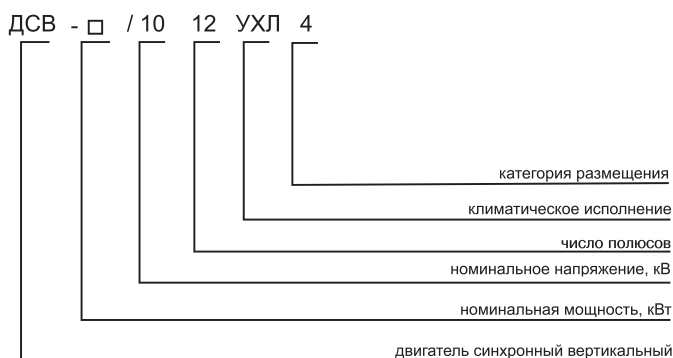 ДСВ - □ / 10 12 УХЛ 4
категория размещения
климатическое исполнение
число полюсов
номинальное напряжение, кВ
номинальная мощность, кВт
двигатель синхронный вертикальный